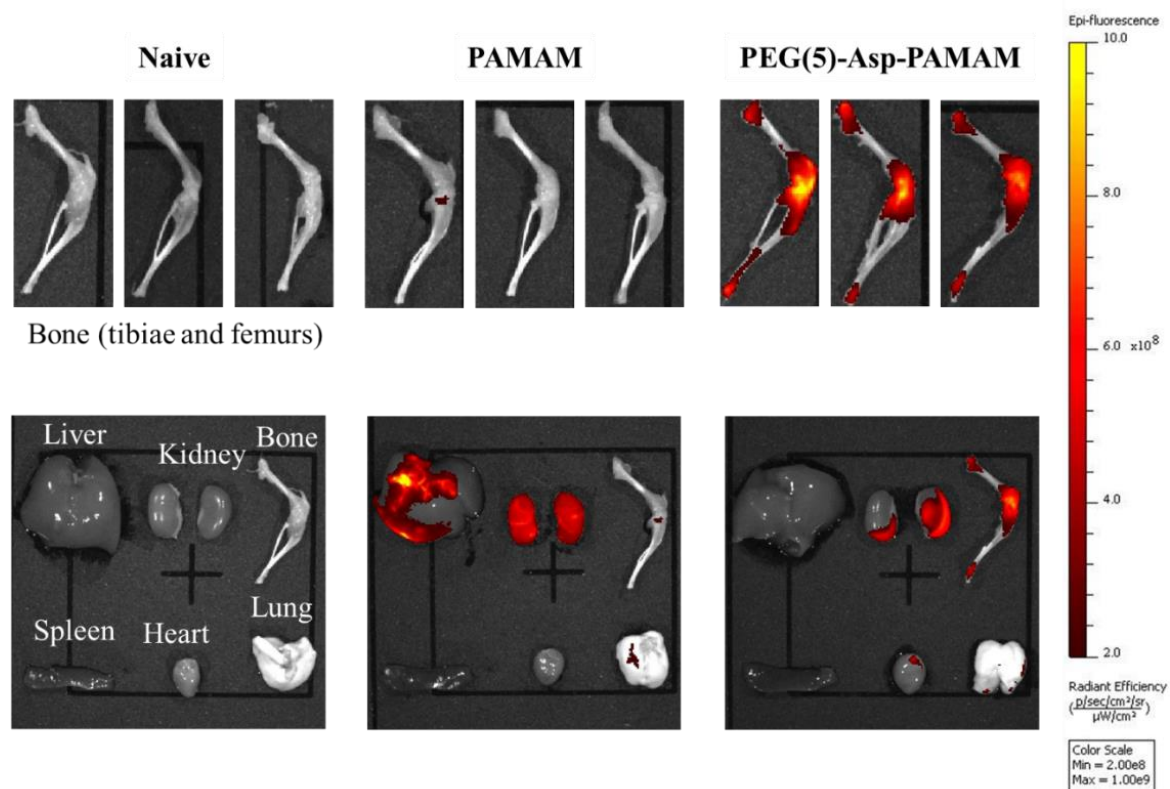 Naive
PAMAM
PEG(5)-Asp-PAMAM
Bone (tibiae and femurs)
Liver
Kidney
Bone
Spleen
Heart
Lung
Epi-fluorescence
10.0
8.0
6.0 x10⁸
4.0
2.0
Radiant Efficiency
(p/sec/cm²/sr / µW/cm²)
Color Scale
Min = 2.00e8
Max = 1.00e9